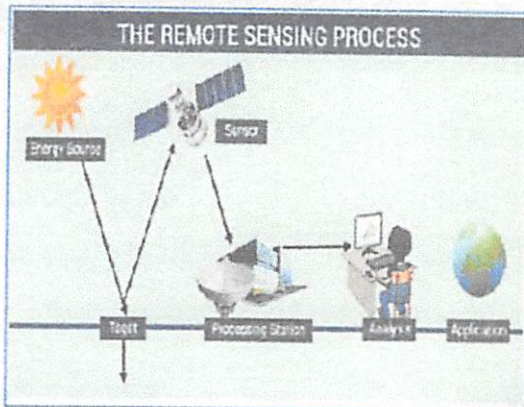 THE REMOTE SENSING PROCESS
Energy Source
Sensor
Target
Processing Station
Analysis
Application